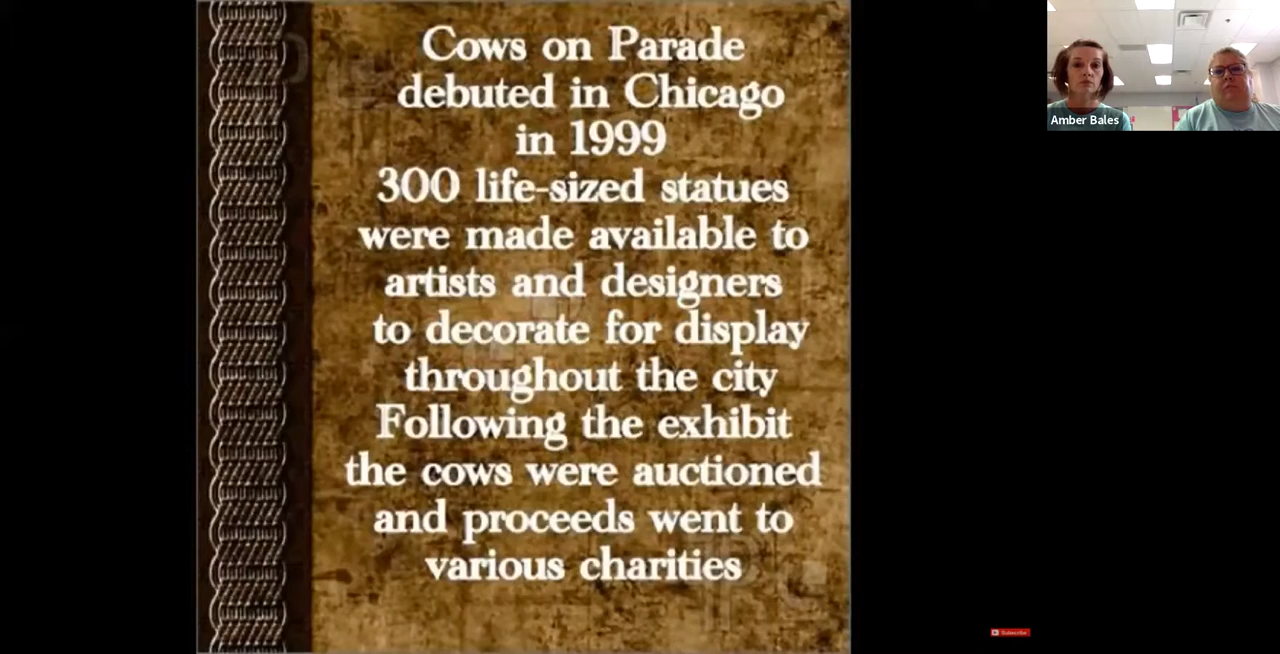 Cows on Parade
debuted in Chicago
in 1999
300 life-sized statues
were made available to
artists and designers
to decorate for display
throughout the city
Following the exhibit
the cows were auctioned
and proceeds went to
various charities
Amber Bales
Subscribe